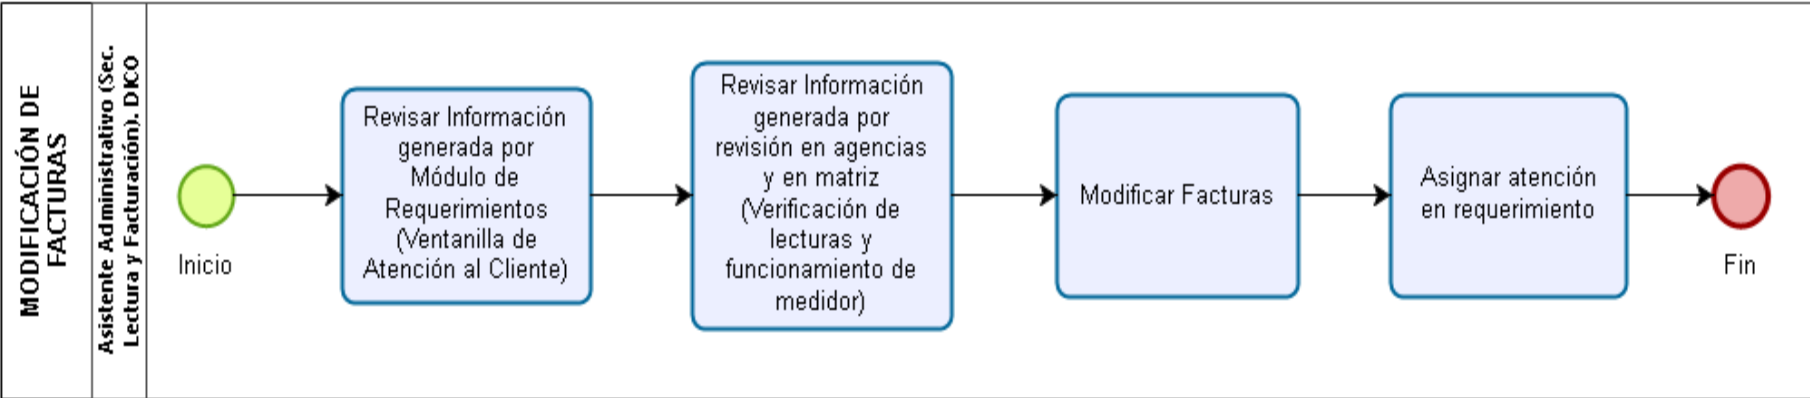 MODIFICACIÓN DE
FACTURAS
Asistente Administrativo (Sec.
Lectura y Facturación). DICO
Inicio
Revisar Información
generada por
Módulo de
Requerimientos
(Ventanilla de
Atención al Cliente)
Revisar Información
generada por
revisión en agencias
y en matriz
(Verificación de
lecturas y
funcionamiento de
medidor)
Modificar Facturas
Asignar atención
en requerimiento
Fin